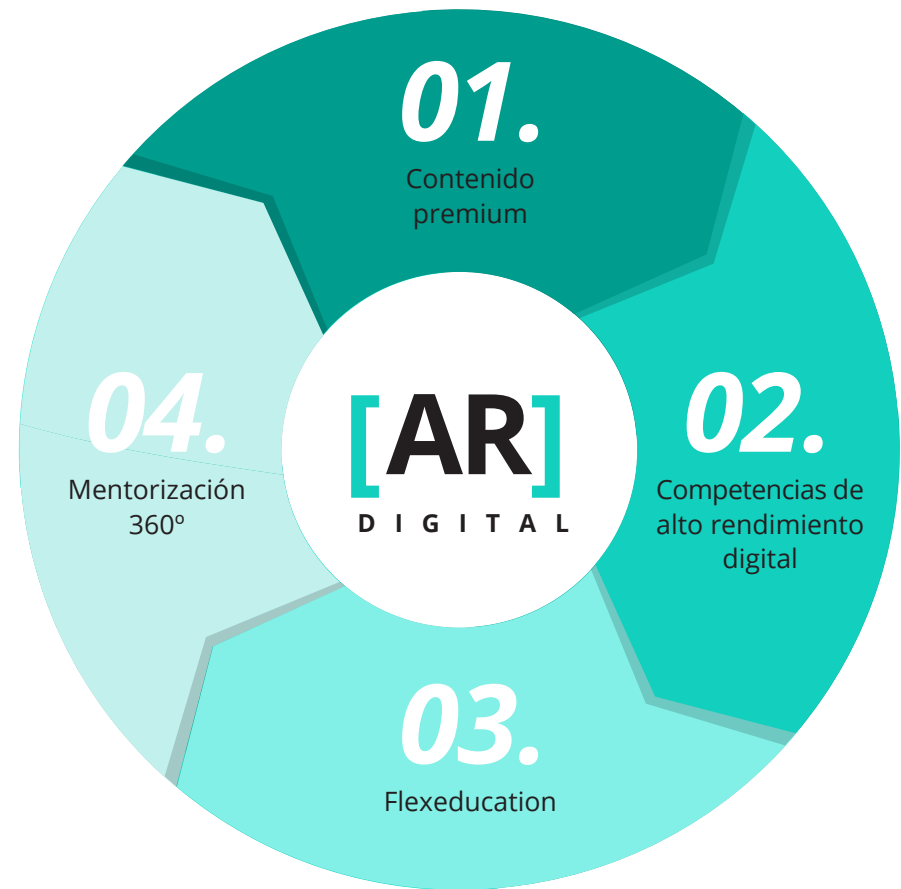 01.
Contenido
premium
02.
Competencias de
alto rendimiento
digital
03.
Flexeducation
04.
Mentorización
360º
[AR]
DIGITAL